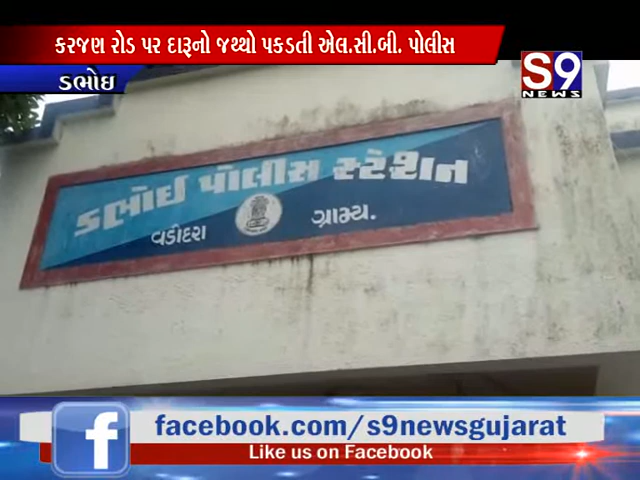 કરજણ રોડ પર દારૂનો જથ્થો પકડતી એલ.સી.બી. પોલીસ
ડભોઇ
S9
NEWS
ડભોઈ પોલીસ સ્ટેશન
વડોદરા ગ્રામ્ય.
facebook.com/s9newsgujarat
Like us on Facebook
f